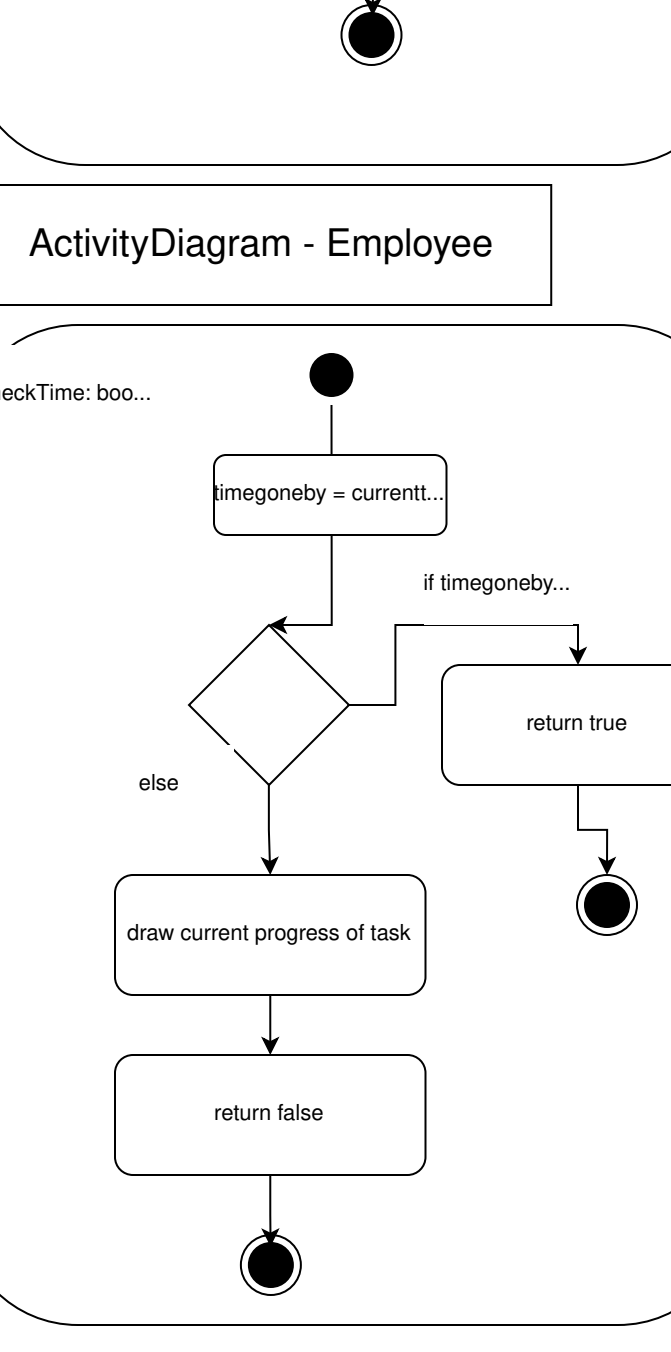 ActivityDiagram - Employee
eckTime: boo...
timegoneby = currentt...
if timegoneby...
return true
else
draw current progress of task
return false